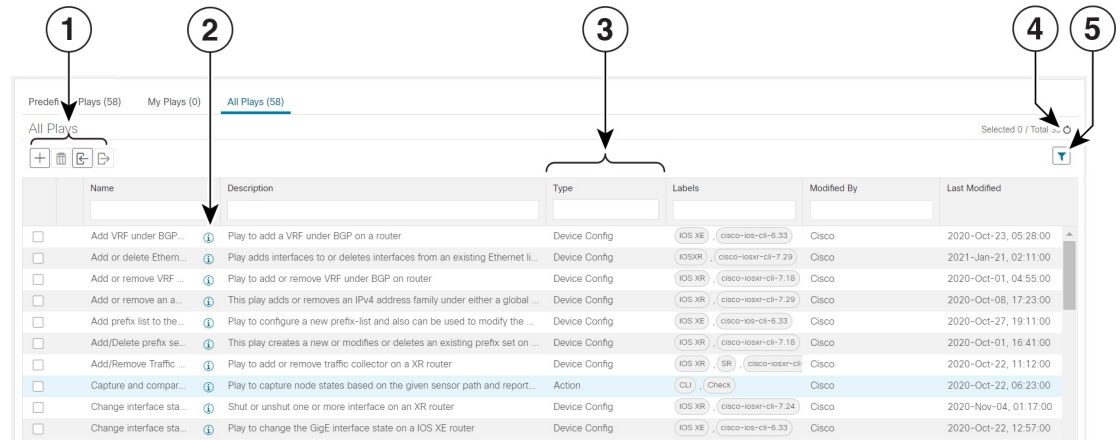 1 2 3 4 5
Plays (58) My Plays (0) All Plays (58)
All Plays
Selected 0 / Total
Name Description Type Labels Modified By Last Modified
Add VRF under BGP... Play to add a VRF under BGP on a router Device Config IOS XE , cisco-ios-cli-6.33 Cisco 2020-Oct-23, 05:28:00
Add or delete Ethern... Play adds interfaces to or deletes interfaces from an existing Ethernet li... Device Config IOSXR , cisco-iosxr-cli-7.29 Cisco 2021-Jan-21, 02:11:00
Add or remove VRF ... Play to add or remove VRF under BGP on router Device Config IOS XR , cisco-iosxr-cli-7.18 Cisco 2020-Oct-01, 04:55:00
Add or remove an a... This play adds or removes an IPv4 address family under either a global ... Device Config IOS XR , cisco-iosxr-cli-7.29 Cisco 2020-Oct-08, 17:23:00
Add prefix list to the... Play to configure a new prefix-list and also can be used to modify the ... Device Config IOS XE , cisco-ios-cli-6.33 Cisco 2020-Oct-27, 19:11:00
Add/Delete prefix se... This play creates a new or modifies or deletes an existing prefix set on ... Device Config IOS XR , cisco-iosxr-cli-7.18 Cisco 2020-Oct-01, 16:41:00
Add/Remove Traffic ... Play to add or remove traffic collector on a XR router Device Config IOS XR , SR , cisco-iosxr-cli- Cisco 2020-Oct-22, 11:12:00
Capture and compar... Play to capture node states based on the given sensor path and report... Action CLI , Check Cisco 2020-Oct-22, 06:23:00
Change interface sta... Shut or unshut one or more interface on an XR router Device Config IOS XR , cisco-iosxr-cli-7.24 Cisco 2020-Nov-04, 01:17:00
Change interface sta... Play to change the GigE interface state on a IOS XE router Device Config IOS XE , cisco-ios-cli-6.33 Cisco 2020-Oct-22, 12:57:00